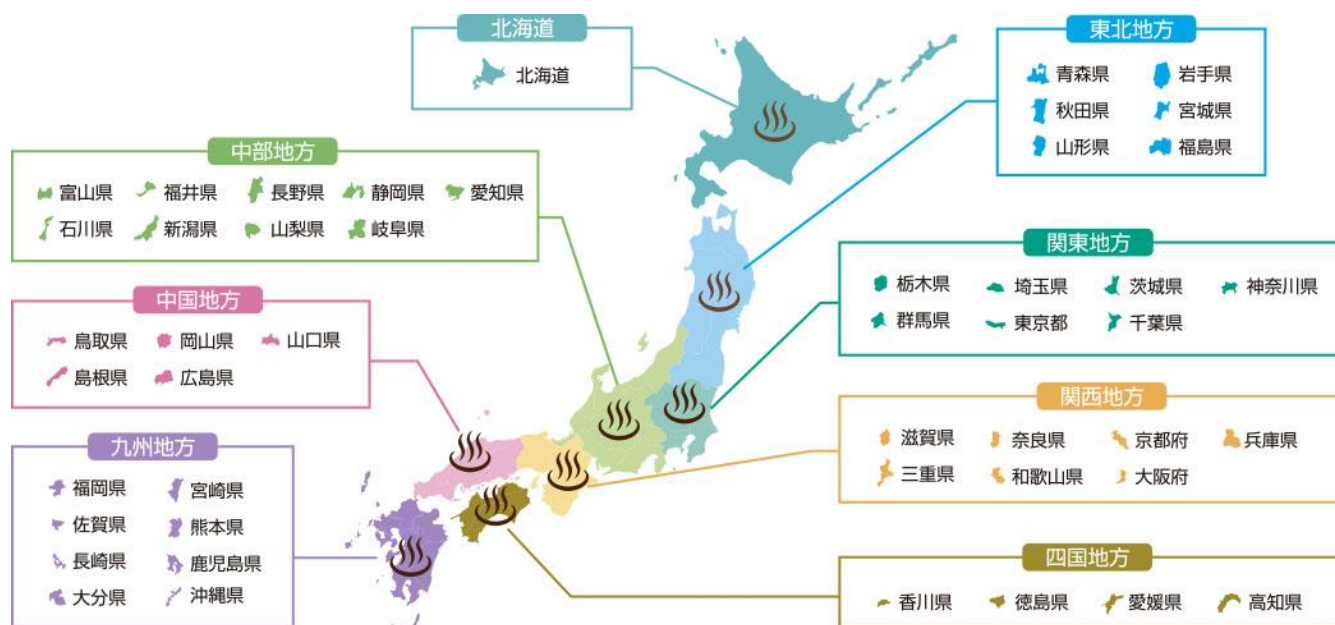 北海道
北海道
東北地方
青森県 岩手県
秋田県 宮城県
山形県 福島県
中部地方
富山県 福井県 長野県 静岡県 愛知県
石川県 新潟県 山梨県 岐阜県
関東地方
栃木県 埼玉県 茨城県 神奈川県
群馬県 東京都 千葉県
中国地方
鳥取県 岡山県 山口県
島根県 広島県
関西地方
滋賀県 奈良県 京都府 兵庫県
三重県 和歌山県 大阪府
九州地方
福岡県 宮崎県
佐賀県 熊本県
長崎県 鹿児島県
大分県 沖縄県
四国地方
香川県 徳島県 愛媛県 高知県